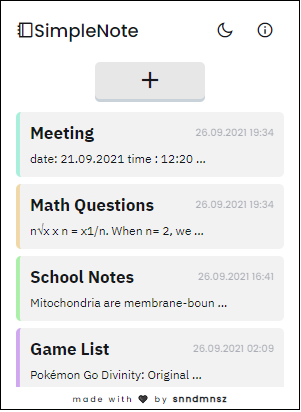 SimpleNote
+
Meeting 26.09.2021 19:34
date: 21.09.2021 time : 12:20 ...
Math Questions 26.09.2021 19:34
n√x x n = x1/n. When n= 2, we ...
School Notes 26.09.2021 16:41
Mitochondria are membrane-boun ...
Game List 26.09.2021 02:09
Pokémon Go Divinity: Original ...
made with 🖤 by snndmnsz